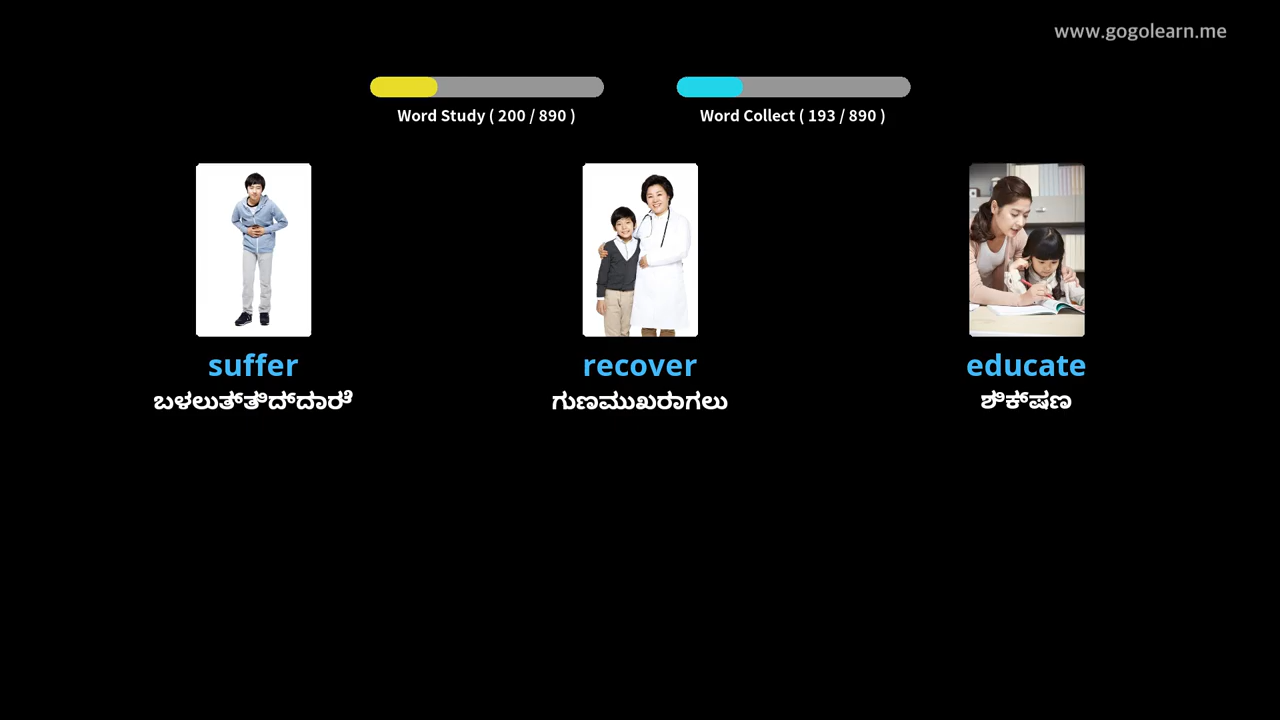 www.gogolearn.me
Word Study ( 200 / 890 )
Word Collect ( 193 / 890 )
suffer
recover
educate
ಬಳಲುತ್ತಿದ್ದಾರೆ
ಗುಣಮುಖರಾಗಲು
ಶಿಕ್ಷಣ